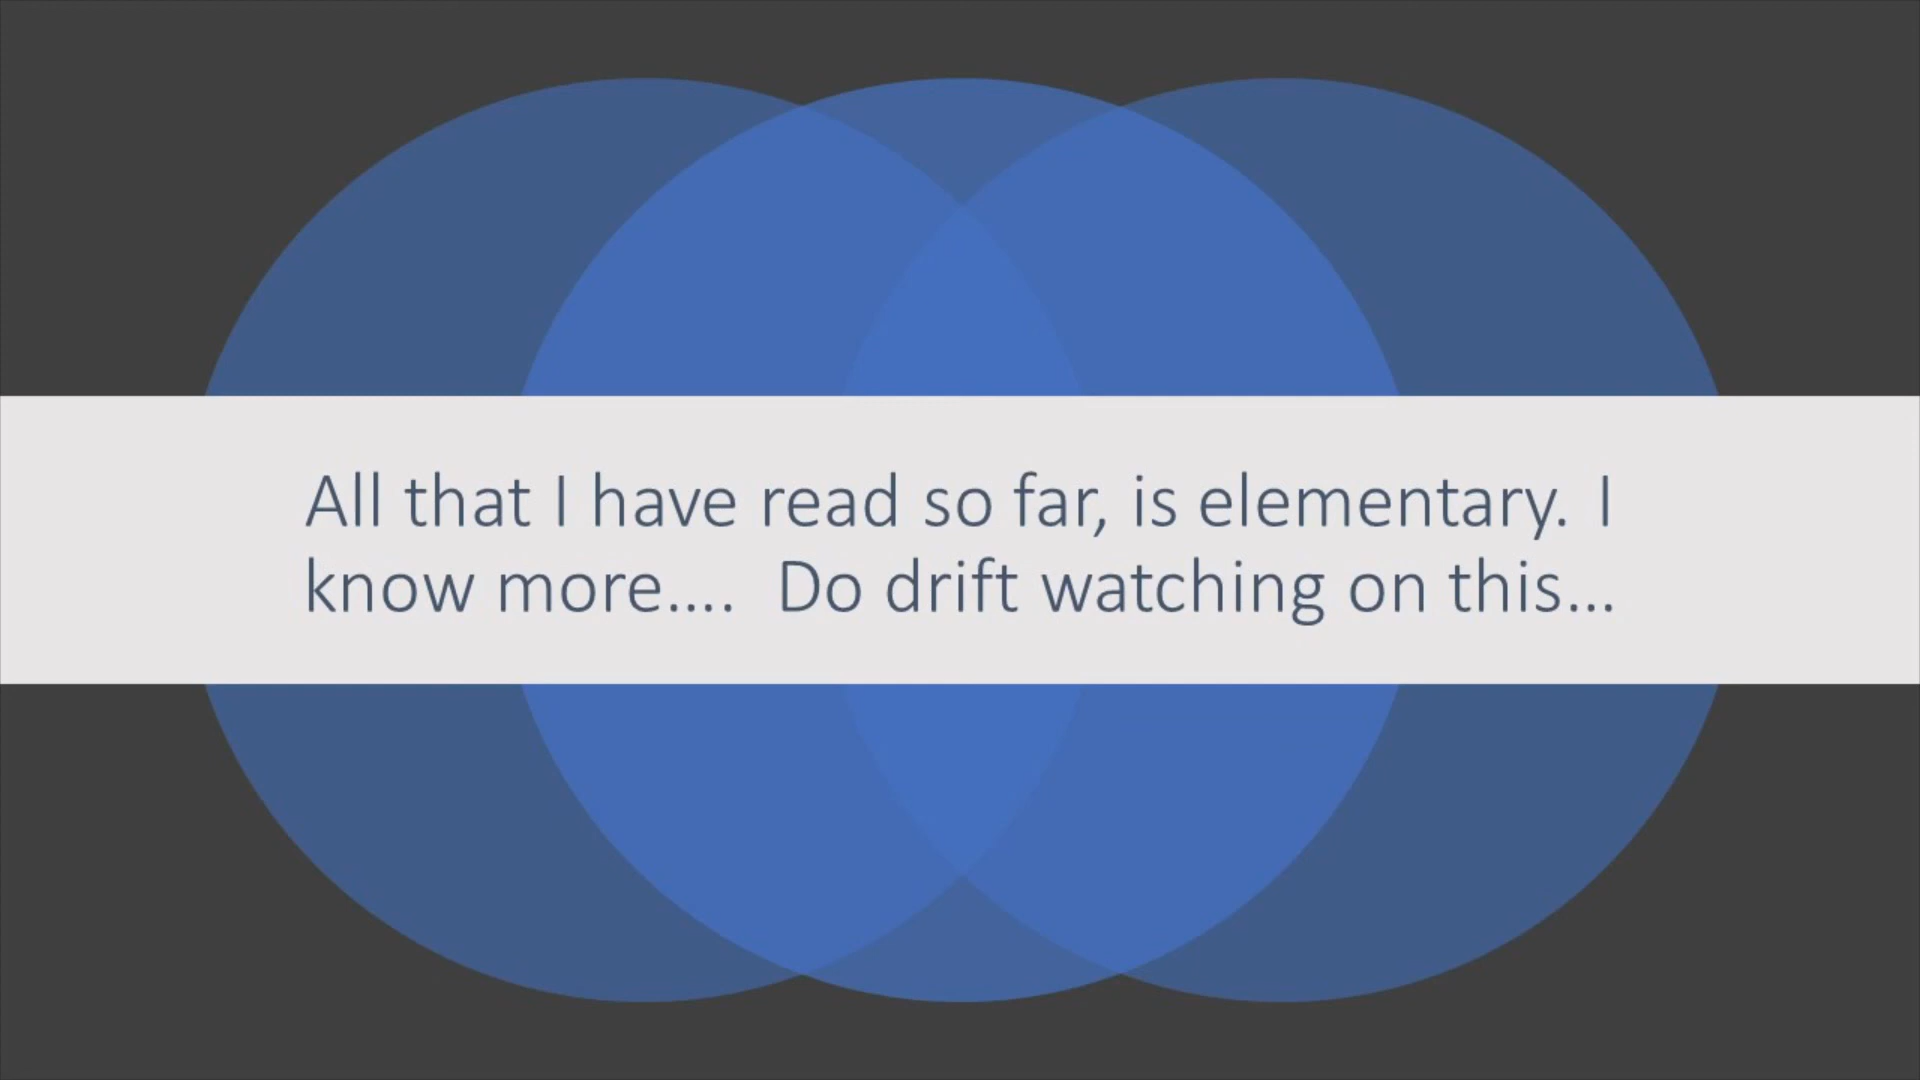 All that I have read so far, is elementary. I
know more....  Do drift watching on this...